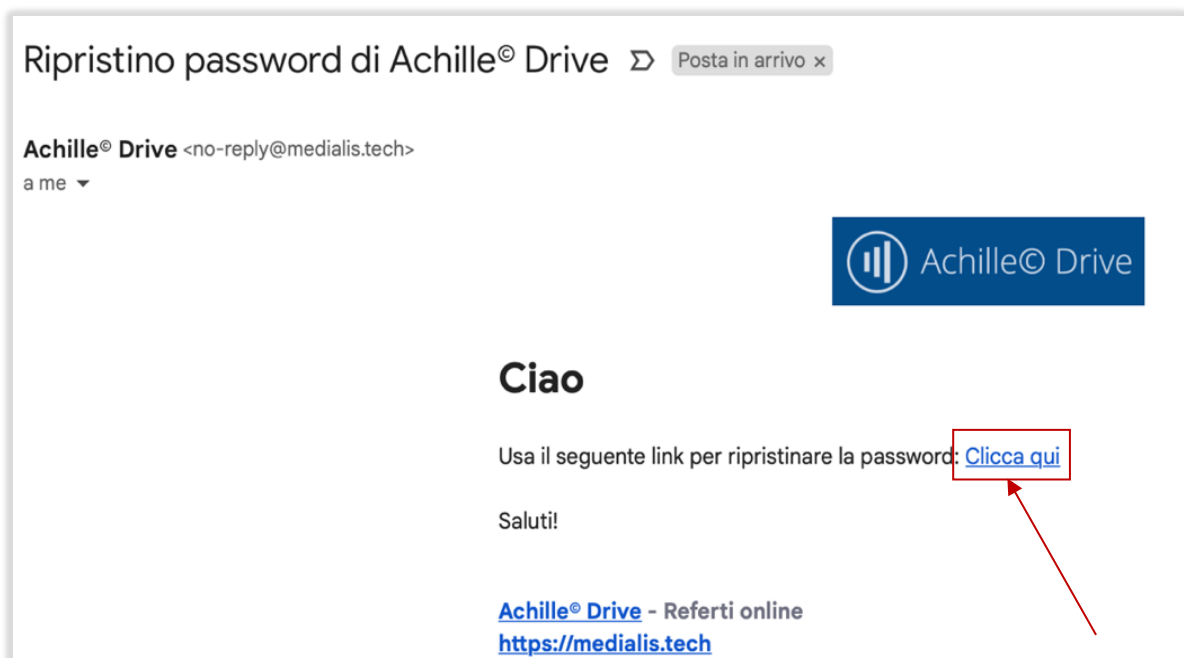 Ripristino password di Achille© Drive Posta in arrivo ×
Achille© Drive <no-reply@medialis.tech>
a me
Achille© Drive
Ciao
Usa il seguente link per ripristinare la password: Clicca qui
Saluti!
Achille© Drive - Referti online
https://medialis.tech